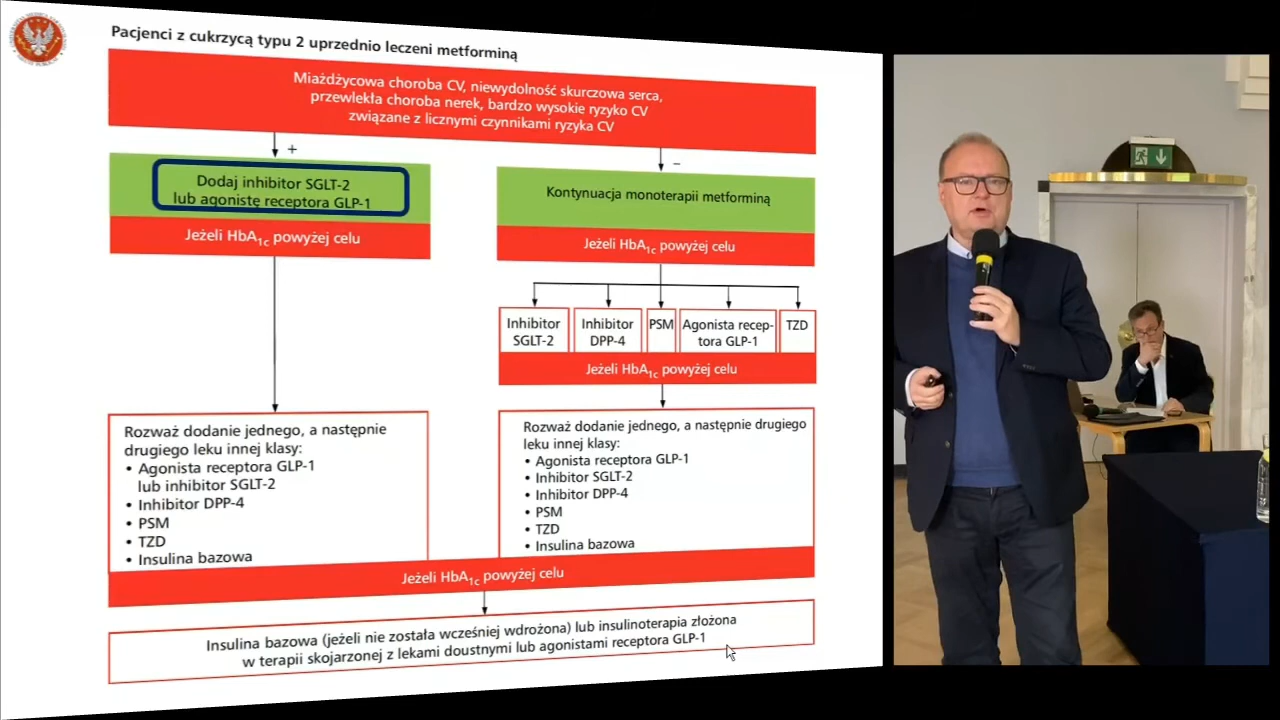 Pacjenci z cukrzycą typu 2 uprzednio leczeni metforminą
Miażdżycowa choroba CV, niewydolność skurczowa serca,
przewlekła choroba nerek, bardzo wysokie ryzyko CV
związane z licznymi czynnikami ryzyka CV
+
–
Dodaj inhibitor SGLT-2
lub agonistę receptora GLP-1
Jeżeli HbA1c powyżej celu
Kontynuacja monoterapii metforminą
Jeżeli HbA1c powyżej celu
Inhibitor
SGLT-2
Inhibitor
DPP-4
PSM
Agonista recep-
tora GLP-1
TZD
Jeżeli HbA1c powyżej celu
Rozważ dodanie jednego, a następnie
drugiego leku innej klasy:
• Agonista receptora GLP-1
lub inhibitor SGLT-2
• Inhibitor DPP-4
• PSM
• TZD
• Insulina bazowa
Rozważ dodanie jednego, a następnie drugiego
leku innej klasy:
• Agonista receptora GLP-1
• Inhibitor SGLT-2
• Inhibitor DPP-4
• PSM
• TZD
• Insulina bazowa
Jeżeli HbA1c powyżej celu
Insulina bazowa (jeżeli nie została wcześniej wdrożona) lub insulinoterapia złożona
w terapii skojarzonej z lekami doustnymi lub agonistami receptora GLP-1